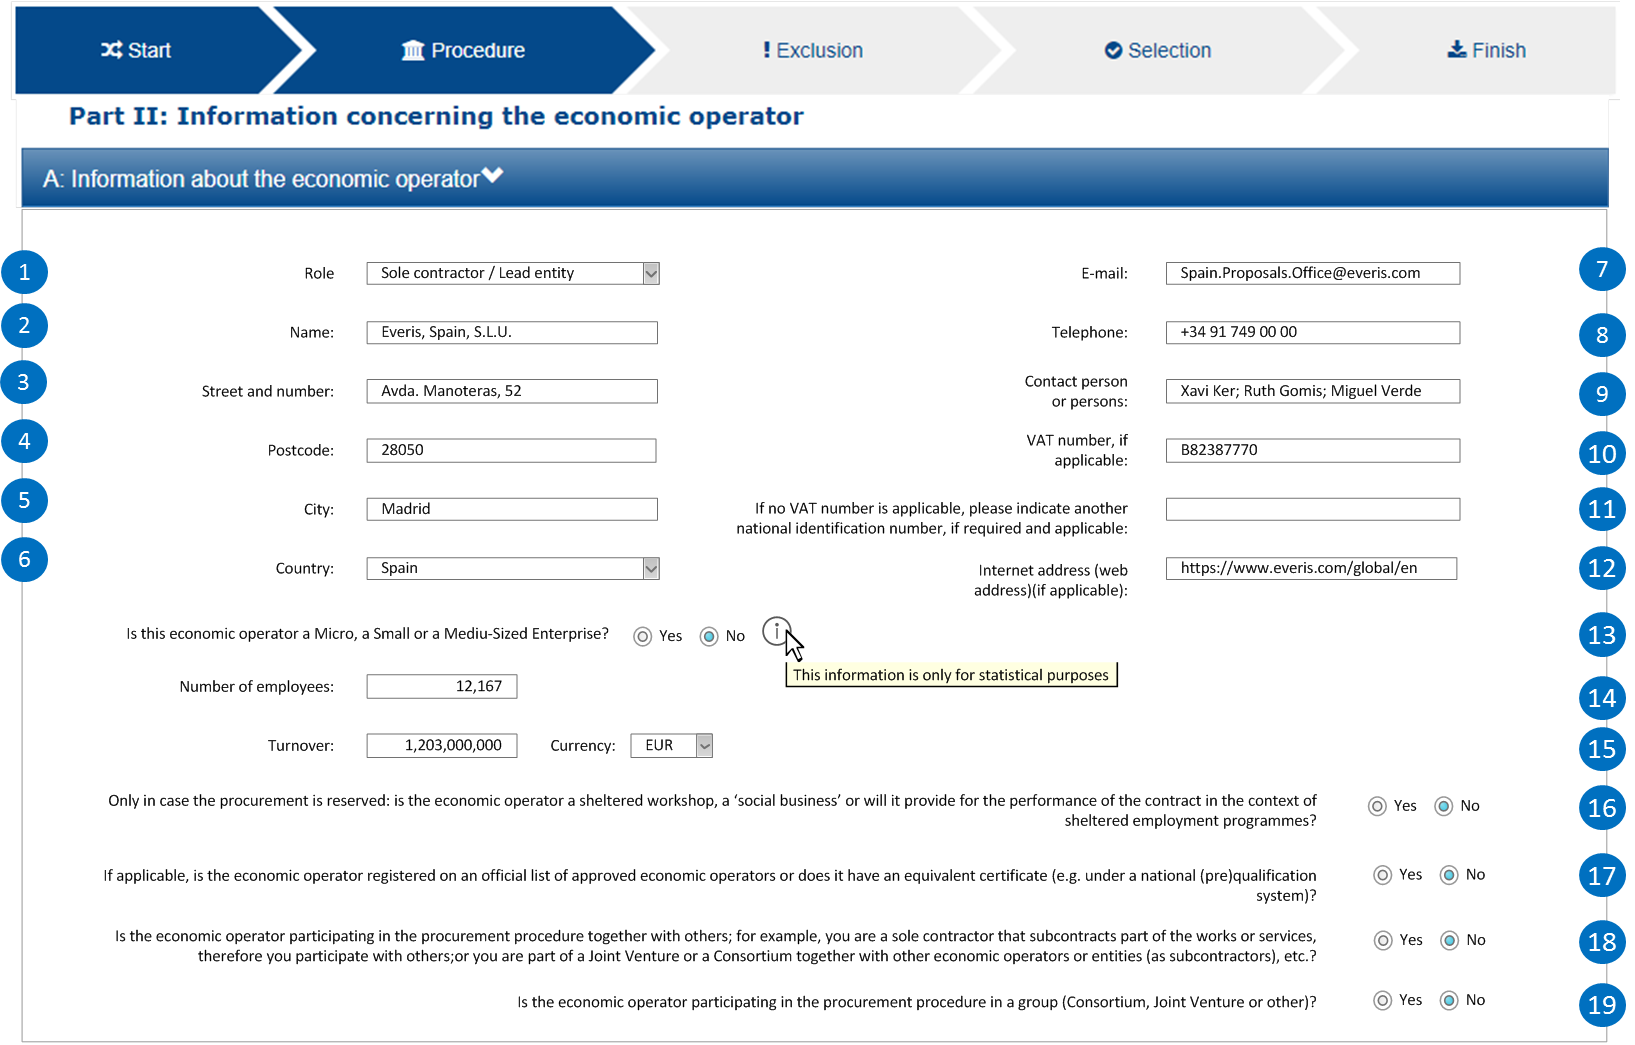 Start
Procedure
Exclusion
Selection
Finish
Part II: Information concerning the economic operator
A: Information about the economic operator
1
Role
Sole contractor / Lead entity
E-mail:
Spain.Proposals.Office@everis.com
7
2
Name:
Everis, Spain, S.L.U.
Telephone:
+34 91 749 00 00
8
3
Street and number:
Avda. Manoteras, 52
Contact person
or persons:
Xavi Ker; Ruth Gomis; Miguel Verde
9
4
Postcode:
28050
VAT number, if
applicable:
B82387770
10
5
City:
Madrid
If no VAT number is applicable, please indicate another
national identification number, if required and applicable:
11
6
Country:
Spain
Internet address (web
address)(if applicable):
https://www.everis.com/global/en
12
Is this economic operator a Micro, a Small or a Mediu-Sized Enterprise?
Yes
No
i
13
This information is only for statistical purposes
Number of employees:
12,167
14
Turnover:
1,203,000,000
Currency:
EUR
15
Only in case the procurement is reserved: is the economic operator a sheltered workshop, a ‘social business’ or will it provide for the performance of the contract in the context of
sheltered employment programmes?
Yes
No
16
If applicable, is the economic operator registered on an official list of approved economic operators or does it have an equivalent certificate (e.g. under a national (pre)qualification
system)?
Yes
No
17
Is the economic operator participating in the procurement procedure together with others; for example, you are a sole contractor that subcontracts part of the works or services,
therefore you participate with others;or you are part of a Joint Venture or a Consortium together with other economic operators or entities (as subcontractors), etc.?
Yes
No
18
Is the economic operator participating in the procurement procedure in a group (Consortium, Joint Venture or other)?
Yes
No
19